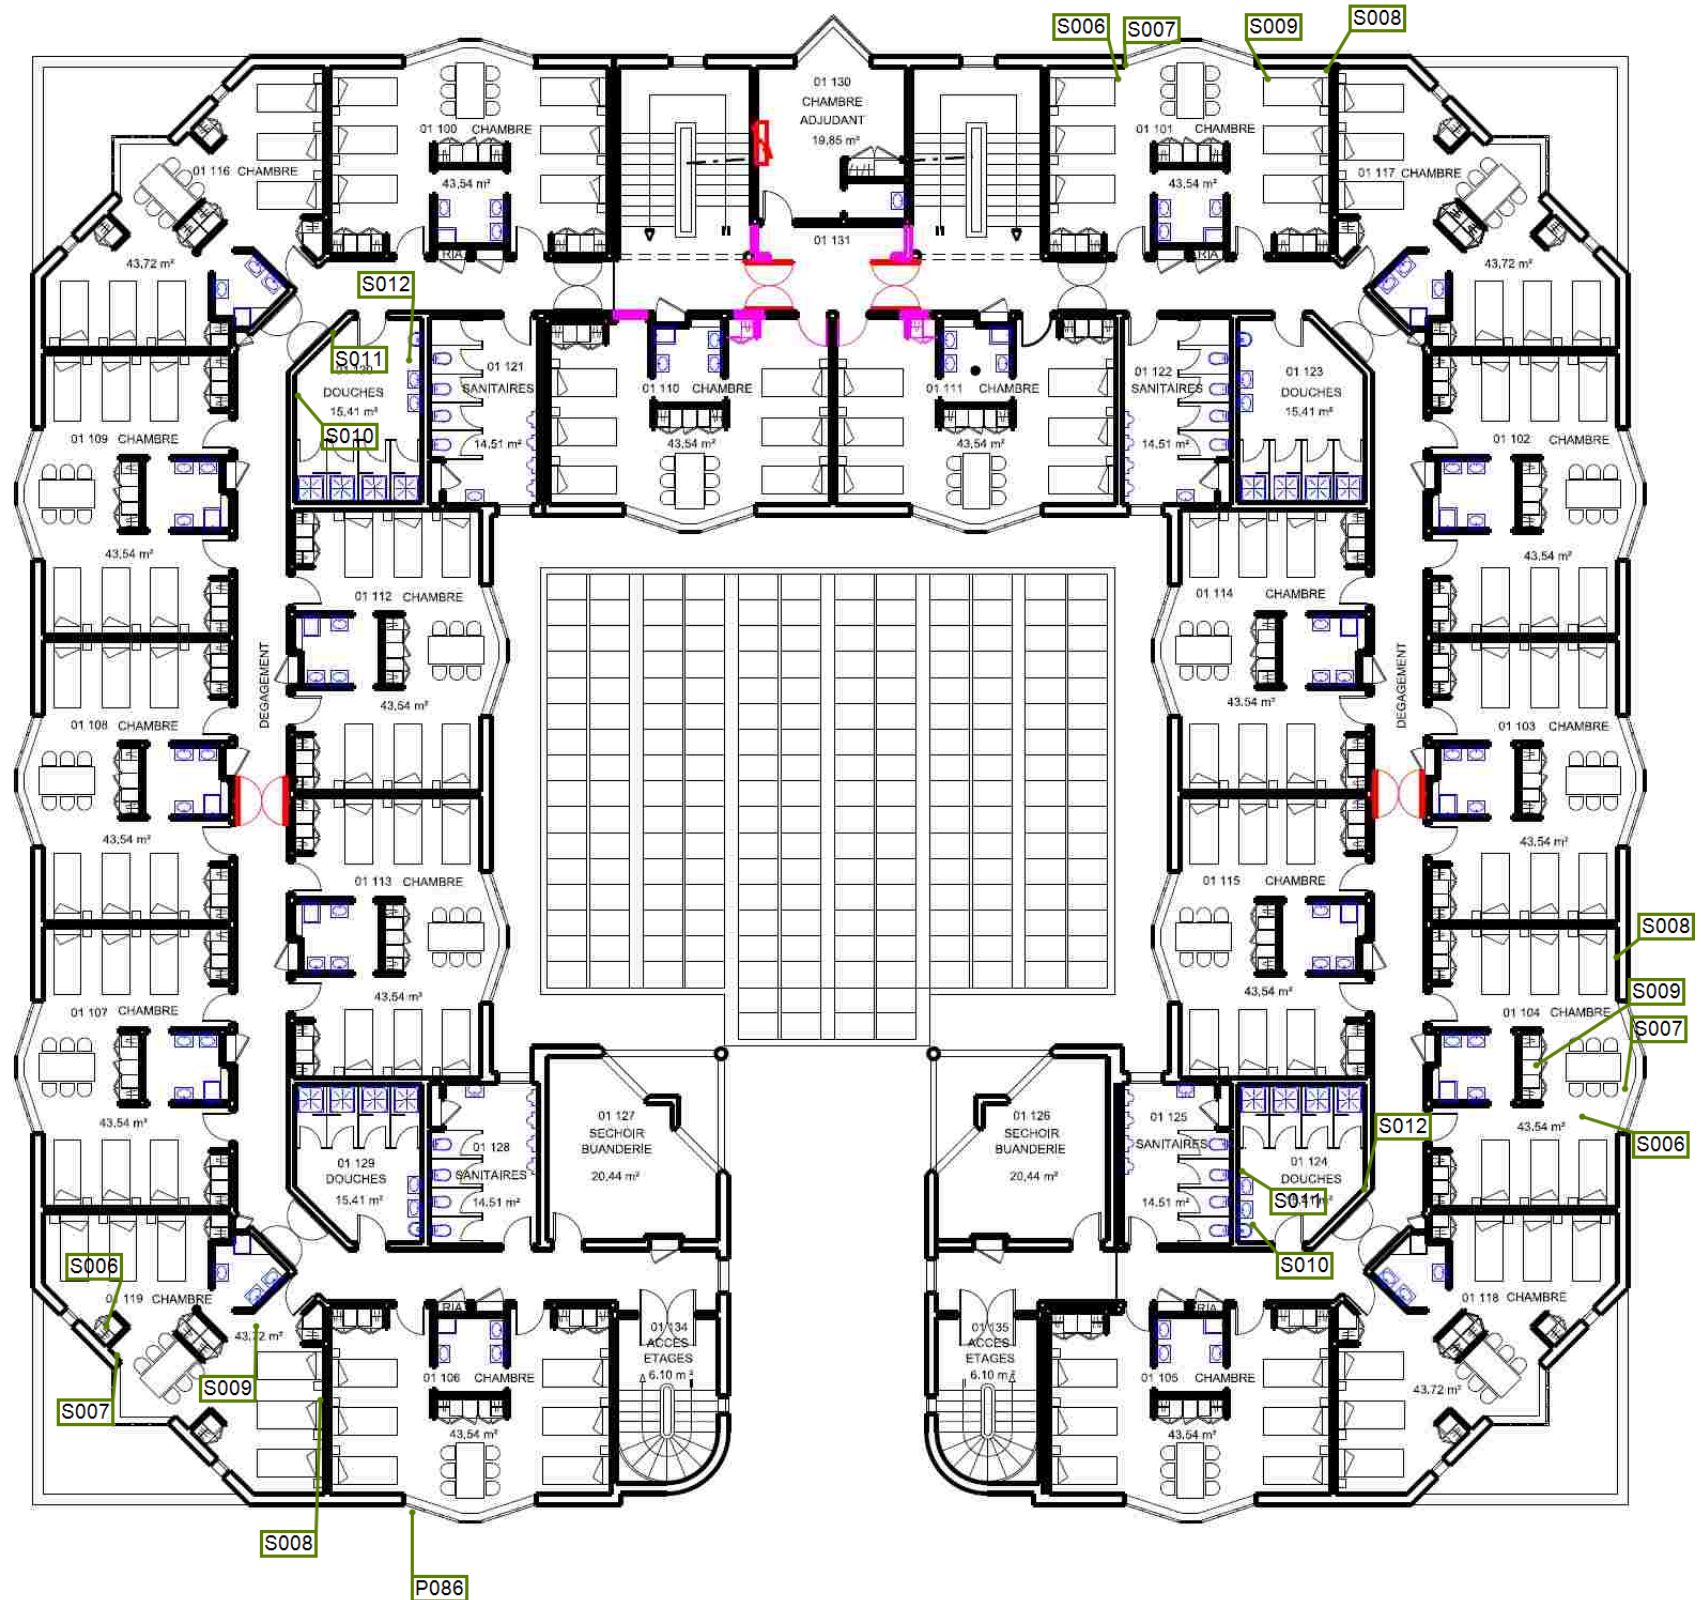 S006
S007
S009
S008
01 130
CHAMBRE
ADJUDANT
19,85 m²
01 100 CHAMBRE
43,54 m²
01 101 CHAMBRE
43,54 m²
01 116 CHAMBRE
43,72 m²
01 117 CHAMBRE
43,72 m²
01 131
RIA
RIA
S012
S011
DOUCHES
15,41 m²
S010
01 121
SANITAIRES
14,51 m²
01 110 CHAMBRE
43,54 m²
01 111 CHAMBRE
43,54 m²
01 122
SANITAIRES
14,51 m²
01 123
DOUCHES
15,41 m²
01 109 CHAMBRE
43,54 m²
01 102 CHAMBRE
43,54 m²
01 112 CHAMBRE
43,54 m²
01 114 CHAMBRE
43,54 m²
DEGAGEMENT
DEGAGEMENT
01 108 CHAMBRE
43,54 m²
01 103 CHAMBRE
43,54 m²
01 113 CHAMBRE
43,54 m²
01 115 CHAMBRE
43,54 m²
S008
S009
S007
01 107 CHAMBRE
43,54 m²
01 104 CHAMBRE
43,54 m²
S006
01 127
SECHOIR
BUANDERIE
20,44 m²
01 126
SECHOIR
BUANDERIE
20,44 m²
01 129
DOUCHES
15,41 m²
01 128
SANITAIRES
14,51 m²
01 125
SANITAIRES
14,51 m²
S012
01 124
DOUCHES
S011
S010
S006
01 119 CHAMBRE
43,72 m²
S009
S007
01 118 CHAMBRE
43,72 m²
RIA
RIA
01 134
ACCES
ETAGES
6.10 m²
01 135
ACCES
ETAGES
6.10 m²
01 106 CHAMBRE
43,54 m²
01 105 CHAMBRE
43,54 m²
S008
P086